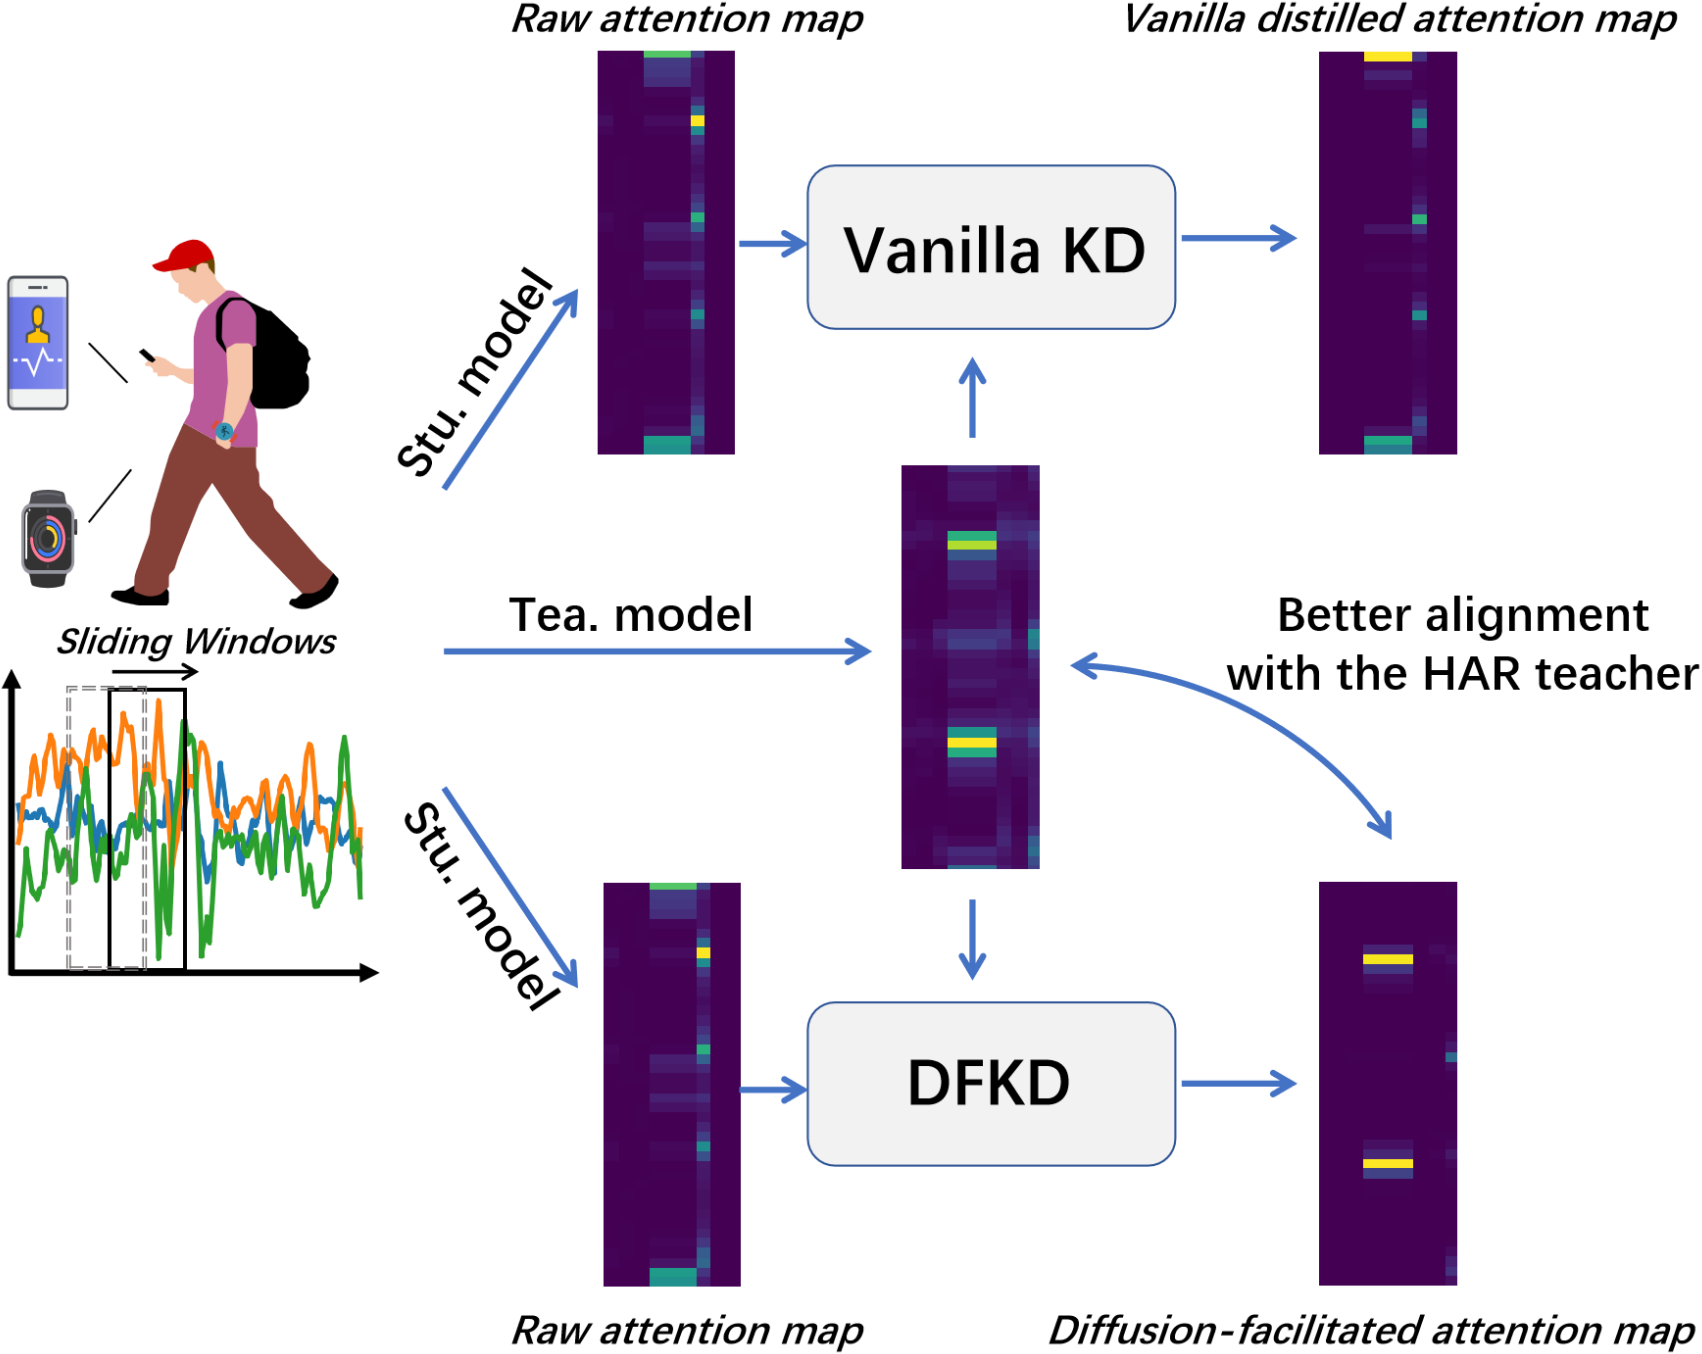 Raw attention map
Vanilla distilled attention map
Vanilla KD
Stu. model
Tea. model
Better alignment
with the HAR teacher
Sliding Windows
Stu. model
DFKD
Raw attention map
Diffusion-facilitated attention map